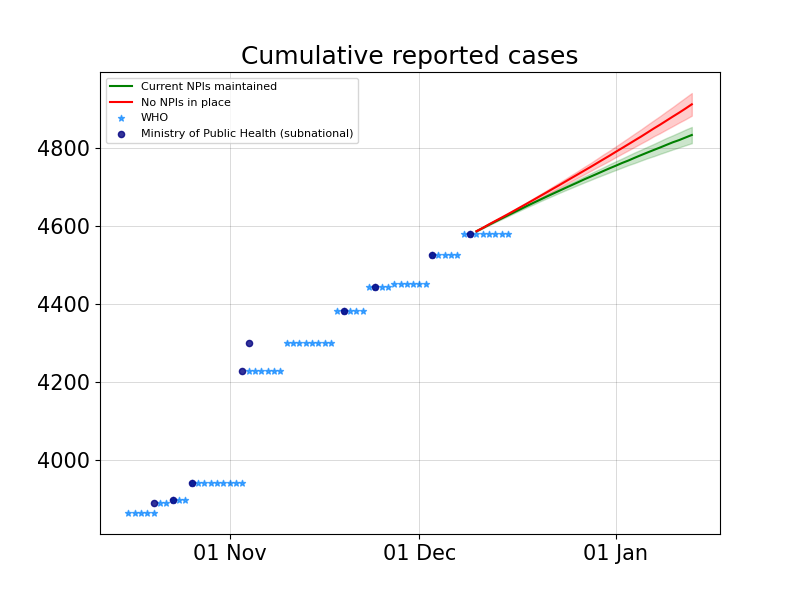 Cumulative reported cases
Current NPIs maintained
No NPIs in place
WHO
Ministry of Public Health (subnational)
4800
4600
4400
4200
4000
01 Nov
01 Dec
01 Jan